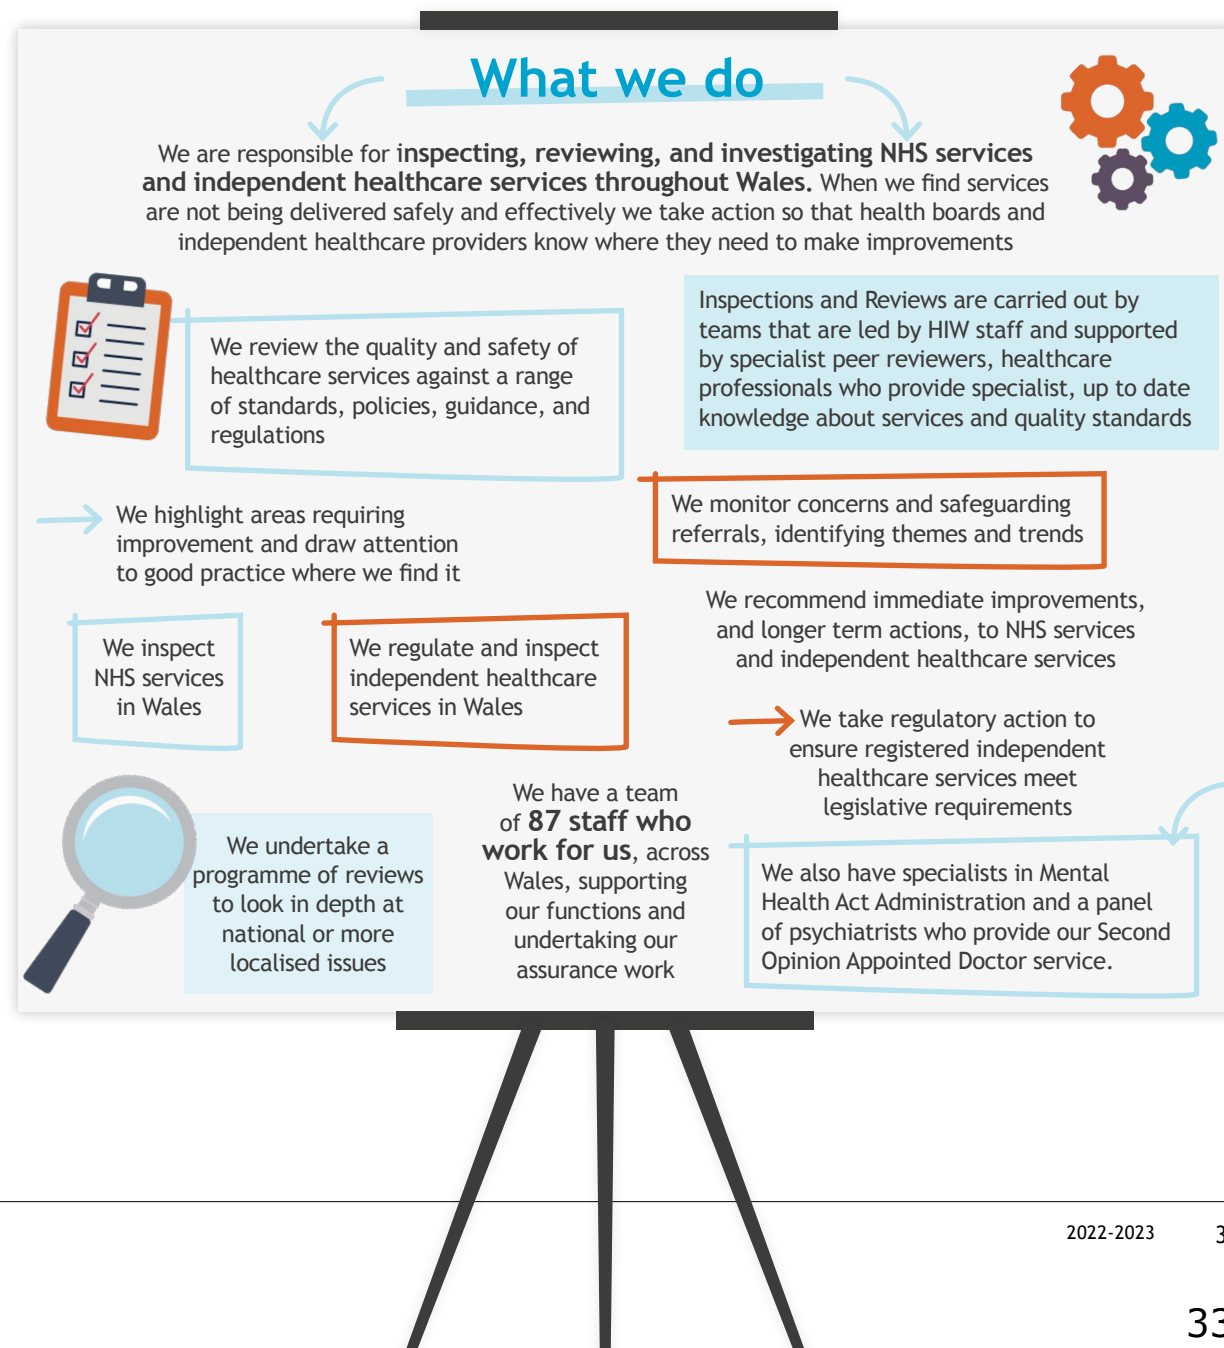 What we do
We are responsible for inspecting, reviewing, and investigating NHS services
and independent healthcare services throughout Wales. When we find services
are not being delivered safely and effectively we take action so that health boards and
independent healthcare providers know where they need to make improvements
We review the quality and safety of
healthcare services against a range
of standards, policies, guidance, and
regulations
Inspections and Reviews are carried out by
teams that are led by HIW staff and supported
by specialist peer reviewers, healthcare
professionals who provide specialist, up to date
knowledge about services and quality standards
We highlight areas requiring
improvement and draw attention
to good practice where we find it
We monitor concerns and safeguarding
referrals, identifying themes and trends
We inspect
NHS services
in Wales
We regulate and inspect
independent healthcare
services in Wales
We recommend immediate improvements,
and longer term actions, to NHS services
and independent healthcare services
We take regulatory action to
ensure registered independent
healthcare services meet
legislative requirements
We undertake a
programme of reviews
to look in depth at
national or more
localised issues
We have a team
of 87 staff who
work for us, across
Wales, supporting
our functions and
undertaking our
assurance work
We also have specialists in Mental
Health Act Administration and a panel
of psychiatrists who provide our Second
Opinion Appointed Doctor service.
2022-2023 3
33